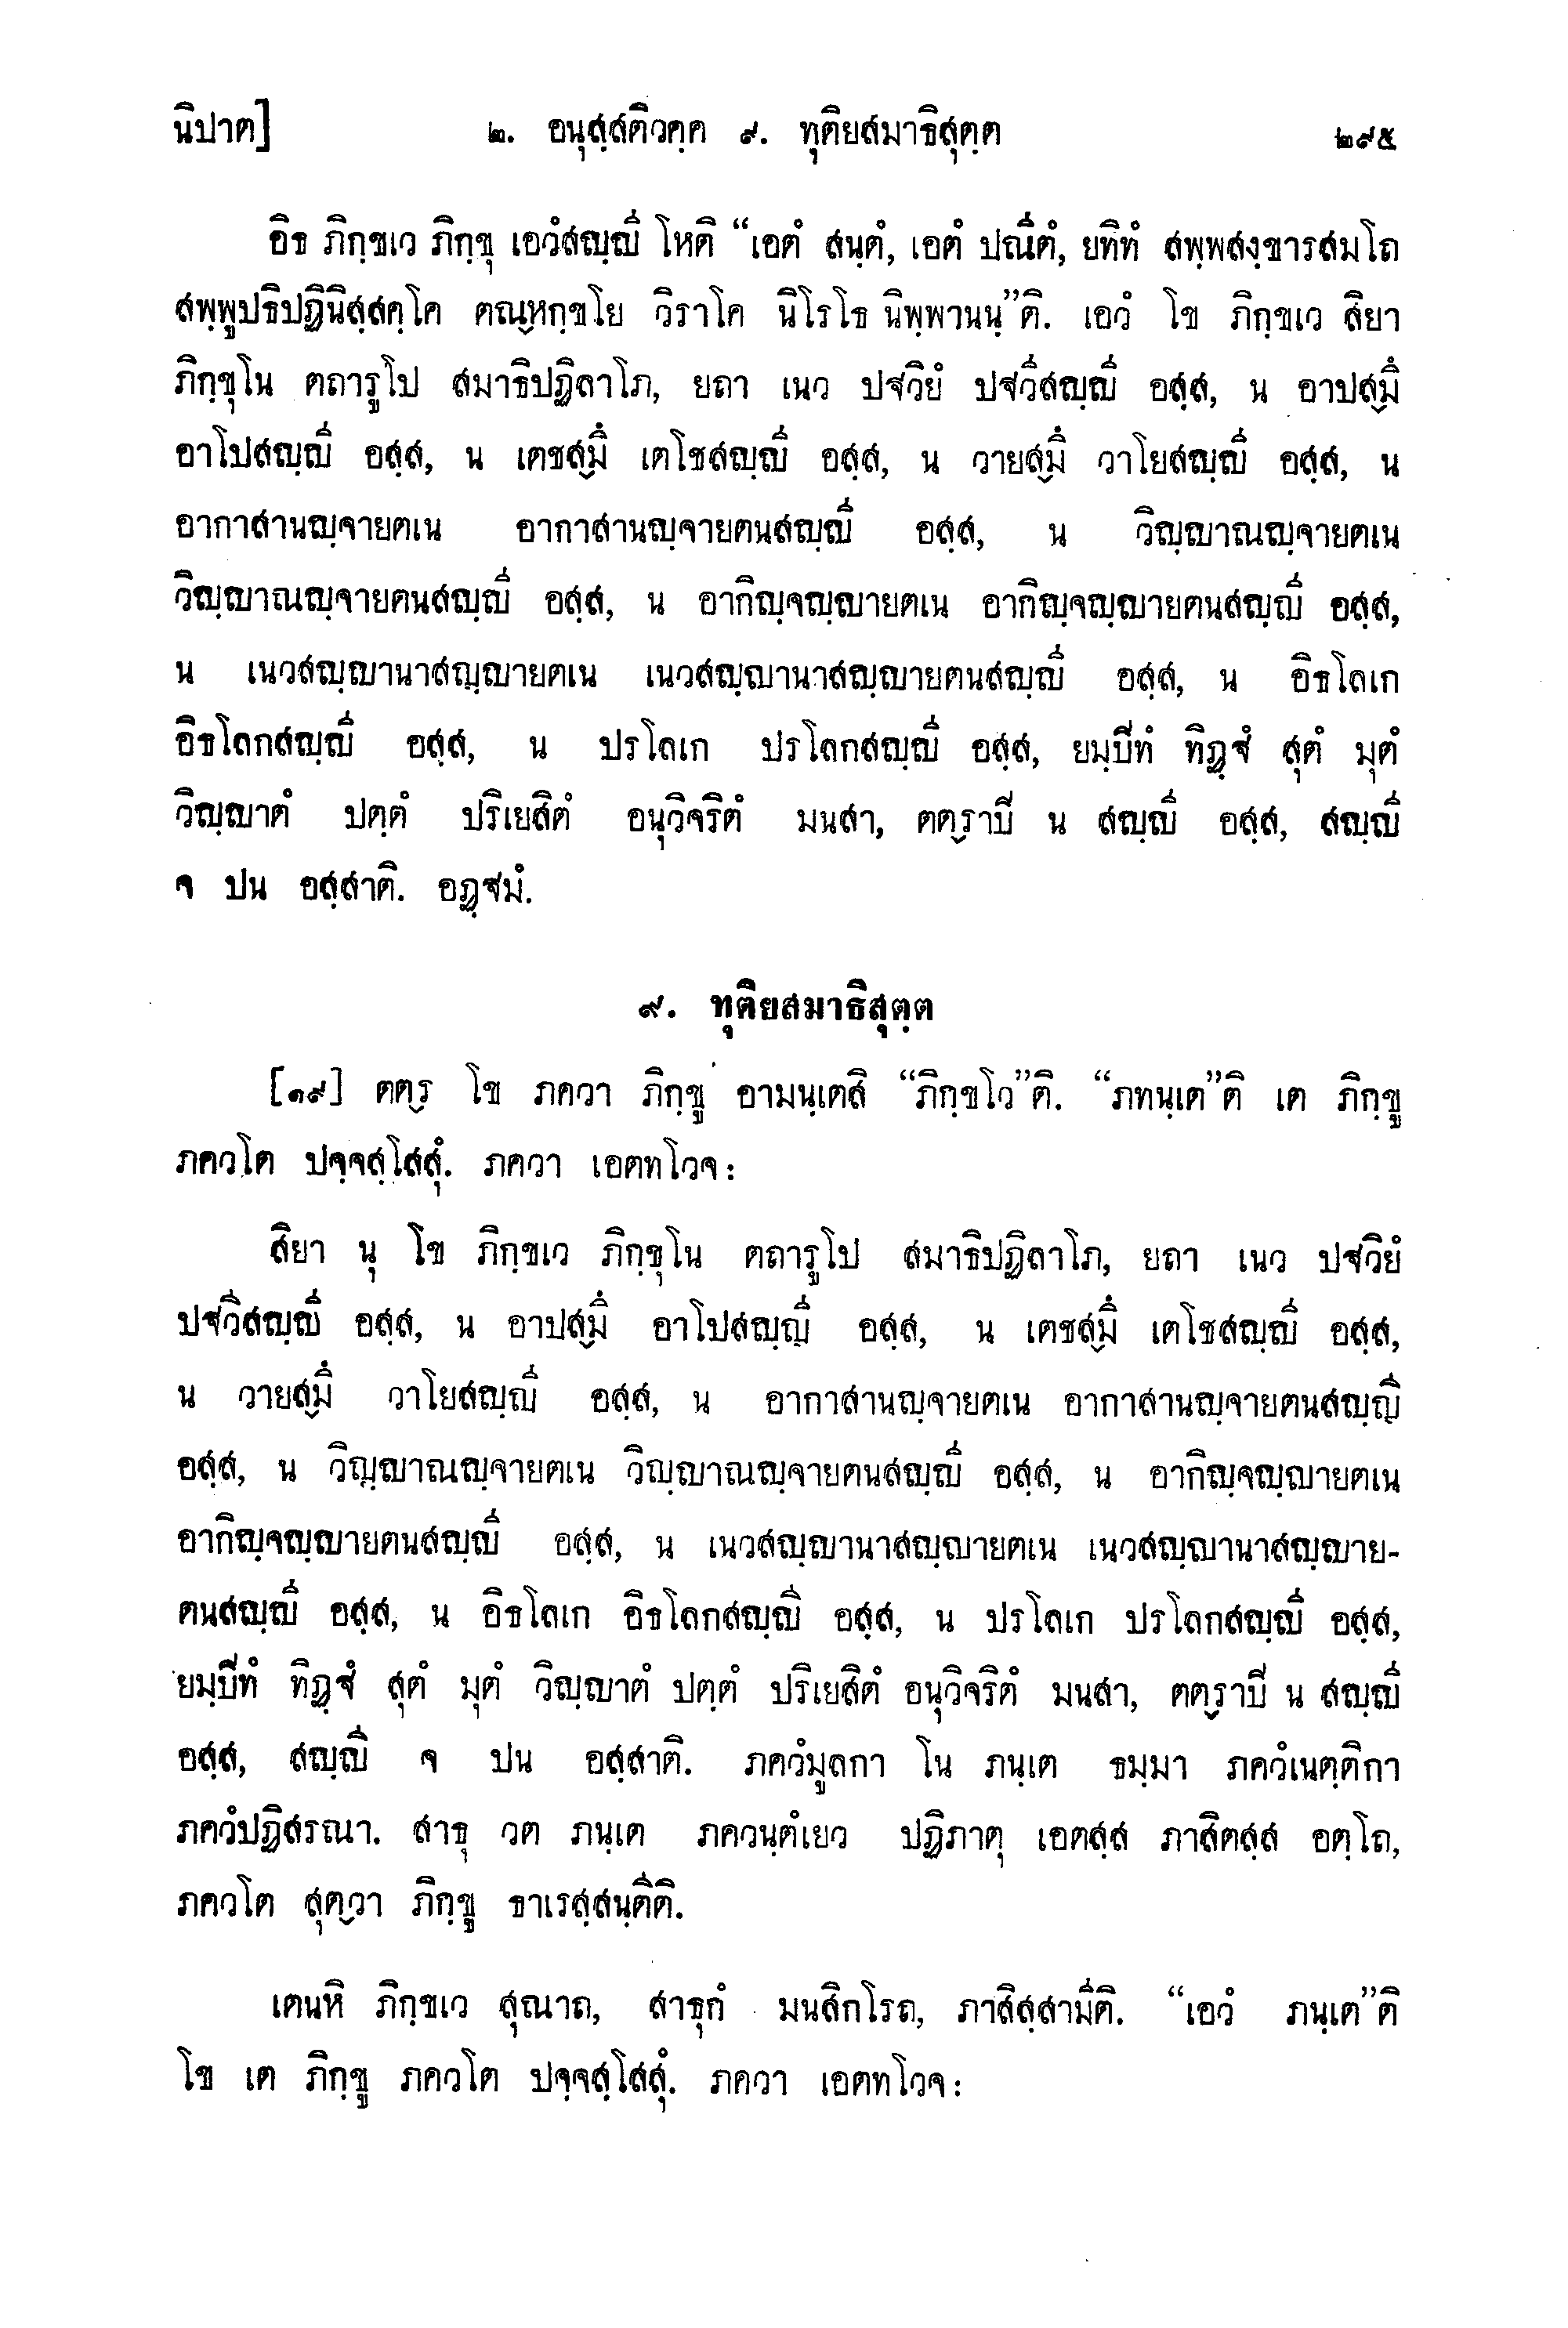 นิปาต]
๒. อนุสฺสติวคฺค ๙. ทุติยสมาธิสุตฺต
๒๙๕
อิธ ภิกฺขเว ภิกฺขุ เอวํสญฺญี โหติ “เอตํ สนฺตํ, เอตํ ปณีตํ, ยทิทํ สพฺพสงฺขารสมโถ
สพฺพูปธิปฏินิสฺสคฺโค ตณฺหกฺขโย วิราโค นิโรโธ นิพฺพานนฺ”ติ. เอวํ โข ภิกฺขเว สิยา
ภิกฺขุโน ตถารูโป สมาธิปฏิลาโภ, ยถา เนว ปฐวิยํ ปฐวีสญฺญี อสฺส, น อาปสฺมึ
อาโปสญฺญี อสฺส, น เตชสฺมึ เตโชสญฺญี อสฺส, น วายสฺมึ วาโยสญฺญี อสฺส, น
อากาสานญฺจายตเน อากาสานญฺจายตนสญฺญี อสฺส, น วิญฺญาณญฺจายตเน
วิญฺญาณญฺจายตนสญฺญี อสฺส, น อากิญฺจญฺญายตเน อากิญฺจญฺญายตนสญฺญี อสฺส,
น เนวสญฺญานาสญฺญายตเน เนวสญฺญานาสญฺญายตนสญฺญี อสฺส, น อิธโลเก
อิธโลกสญฺญี อสฺส, น ปรโลเก ปรโลกสญฺญี อสฺส, ยมฺปีทํ ทิฏฺฐํ สุตํ มุตํ
วิญฺญาตํ ปตฺตํ ปริเยสิตํ อนุวิจริตํ มนสา, ตตฺราปี น สญฺญี อสฺส, สญฺญี
จ ปน อสฺสาติ. อฏฺฐมํ.
๙. ทุติยสมาธิสุตฺต
[๑๙] ตตฺร โข ภควา ภิกฺขู อามนฺเตสิ “ภิกฺขโว”ติ. “ภทนฺเต”ติ เต ภิกฺขู
ภควโต ปจฺจสฺโสสุํ. ภควา เอตทโวจ:
สิยา นุ โข ภิกฺขเว ภิกฺขุโน ตถารูโป สมาธิปฏิลาโภ, ยถา เนว ปฐวิยํ
ปฐวีสญฺญี อสฺส, น อาปสฺมึ อาโปสญฺญี อสฺส, น เตชสฺมึ เตโชสญฺญี อสฺส,
น วายสฺมึ วาโยสญฺญี อสฺส, น อากาสานญฺจายตเน อากาสานญฺจายตนสญฺญี
อสฺส, น วิญฺญาณญฺจายตเน วิญฺญาณญฺจายตนสญฺญี อสฺส, น อากิญฺจญฺญายตเน
อากิญฺจญฺญายตนสญฺญี อสฺส, น เนวสญฺญานาสญฺญายตเน เนวสญฺญานาสญฺญาย-
ตนสญฺญี อสฺส, น อิธโลเก อิธโลกสญฺญี อสฺส, น ปรโลเก ปรโลกสญฺญี อสฺส,
ยมฺปีทํ ทิฏฺฐํ สุตํ มุตํ วิญฺญาตํ ปตฺตํ ปริเยสิตํ อนุวิจริตํ มนสา, ตตฺราปี น สญฺญี
อสฺส, สญฺญี จ ปน อสฺสาติ. ภควํมูลกา โน ภนฺเต ธมฺมา ภควํเนตฺติกา
ภควํปฏิสรณา. สาธุ วต ภนฺเต ภควนฺตํเยว ปฏิภาตุ เอตสฺส ภาสิตสฺส อตฺโถ,
ภควโต สุตฺวา ภิกฺขู ธาเรสฺสนฺตีติ.
เตนหิ ภิกฺขเว สุณาถ, สาธุกํ มนสิกโรถ, ภาสิสฺสามีติ. “เอวํ ภนฺเต”ติ
โข เต ภิกฺขู ภควโต ปจฺจสฺโสสุํ. ภควา เอตทโวจ: